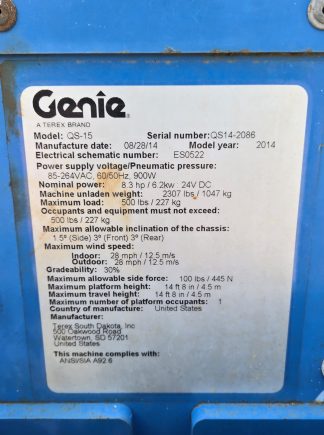 Genie
A TEREX BRAND
Model: QS-15 Serial number: QS14-2086
Manufacture date: 08/28/14 Model year: 2014
Electrical schematic number: ES0522
Power supply voltage/Pneumatic pressure:
85-264VAC, 60/50Hz, 900W
Nominal power: 8.3 hp / 6.2kw : 24V DC
Machine unladen weight: 2307 lbs / 1047 kg
Maximum load: 500 lbs / 227 kg
Occupants and equipment must not exceed:
500 lbs / 227 kg
Maximum allowable inclination of the chassis:
1.5º (Side) 3º (Front) 3º (Rear)
Maximum wind speed:
Indoor: 28 mph / 12.5 m/s
Outdoor: 28 mph / 12.5 m/s
Gradeability: 30%
Maximum allowable side force: 100 lbs / 445 N
Maximum platform height: 14 ft 8 in / 4.5 m
Maximum travel height: 14 ft 8 in / 4.5 m
Maximum number of platform occupants: 1
Country of manufacture: United States
Manufacturer:
Terex South Dakota, Inc
500 Oakwood Road
Watertown, SD 57201
United States
This machine complies with:
ANSI/SIA A92.6